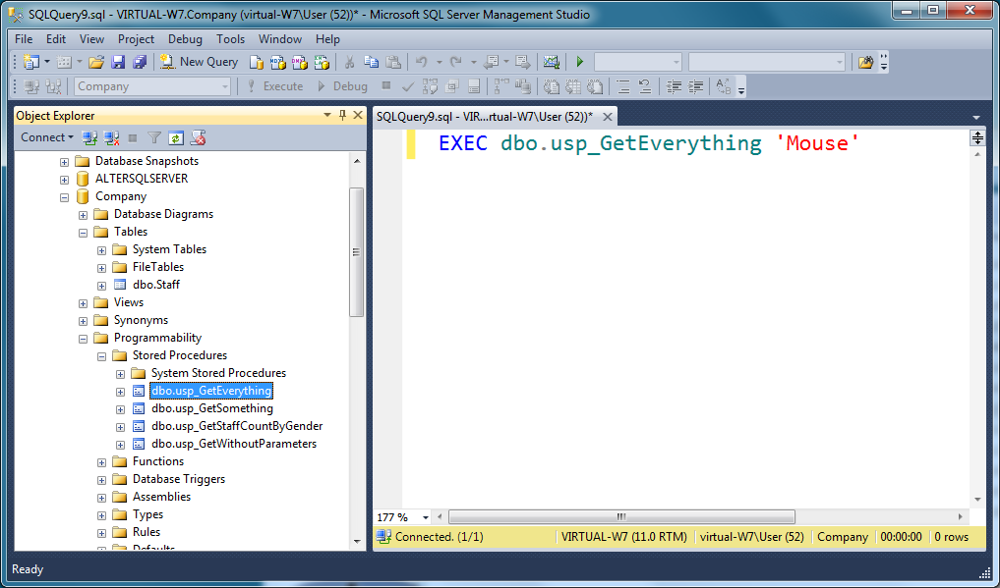 SQLQuery9.sql - VIRTUAL-W7.Company (virtual-W7\User (52))* - Microsoft SQL Server Management Studio
File Edit View Project Debug Tools Window Help
New Query
Company Execute Debug
Object Explorer
SQLQuery9.sql - VIR...rtual-W7\User (52))*
Connect
EXEC dbo.usp_GetEverything 'Mouse'
Database Snapshots
ALTERSQLSERVER
Company
Database Diagrams
Tables
System Tables
FileTables
dbo.Staff
Views
Synonyms
Programmability
Stored Procedures
System Stored Procedures
dbo.usp_GetEverything
dbo.usp_GetSomething
dbo.usp_GetStaffCountByGender
dbo.usp_GetWithoutParameters
Functions
Database Triggers
Assemblies
Types
Rules
Defaults
177 %
Connected. (1/1) VIRTUAL-W7 (11.0 RTM) virtual-W7\User (52) Company 00:00:00 0 rows
Ready